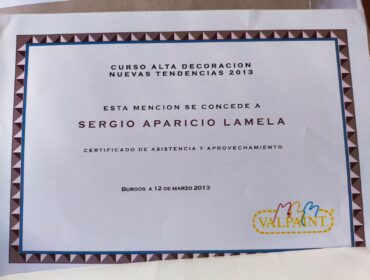 CURSO ALTA DECORACION
NUEVAS TENDENCIAS 2013
ESTA MENCION SE CONCEDE A
SERGIO APARICIO LAMELA
CERTIFICADO DE ASISTENCIA Y APROVECHAMIENTO
BURGOS A 12 DE MARZO 2013
VALPAINT